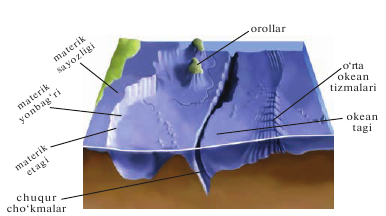 orollar
materik
sayozligi
o‘rta
okean
tizmalari
materik
yonbag‘ri
okean
tagi
materik
etagi
chuqur
cho‘kmalar